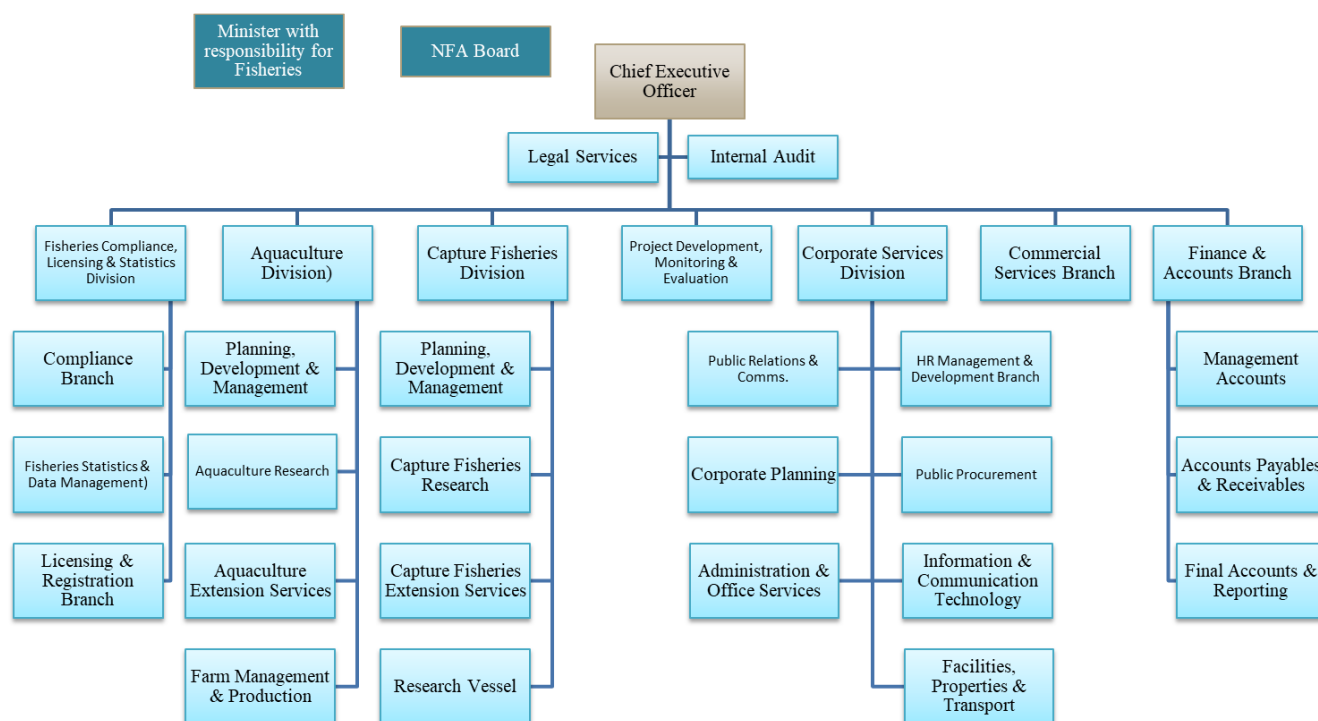 Minister with
responsibility for
Fisheries
NFA Board
Chief Executive
Officer
Legal Services
Internal Audit
Fisheries Compliance,
Licensing & Statistics
Division
Aquaculture
Division)
Capture Fisheries
Division
Project Development,
Monitoring &
Evaluation
Corporate Services
Division
Commercial
Services Branch
Finance &
Accounts Branch
Compliance
Branch
Planning,
Development &
Management
Planning,
Development &
Management
Public Relations &
Comms.
HR Management &
Development Branch
Management
Accounts
Fisheries Statistics &
Data Management)
Aquaculture Research
Capture Fisheries
Research
Corporate Planning
Public Procurement
Accounts Payables
& Receivables
Licensing &
Registration
Branch
Aquaculture
Extension Services
Capture Fisheries
Extension Services
Administration &
Office Services
Information &
Communication
Technology
Final Accounts &
Reporting
Farm Management
& Production
Research Vessel
Facilities,
Properties &
Transport